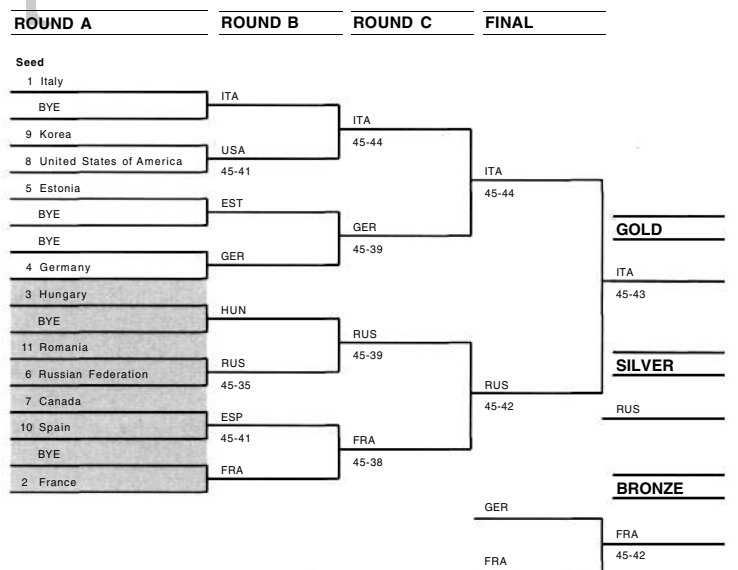 ROUND A ROUND B ROUND C FINAL
Seed
1 Italy
BYE
9 Korea
8 United States of America
5 Estonia
BYE
BYE
4 Germany
3 Hungary
BYE
11 Romania
6 Russian Federation
7 Canada
10 Spain
BYE
2 France
ITA
USA
45-41
EST
GER
HUN
RUS
45-35
ESP
45-41
FRA
ITA
45-44
GER
45-39
RUS
45-39
FRA
45-38
ITA
45-44
RUS
45-42
GER
FRA
GOLD
ITA
45-43
SILVER
RUS
BRONZE
FRA
45-42